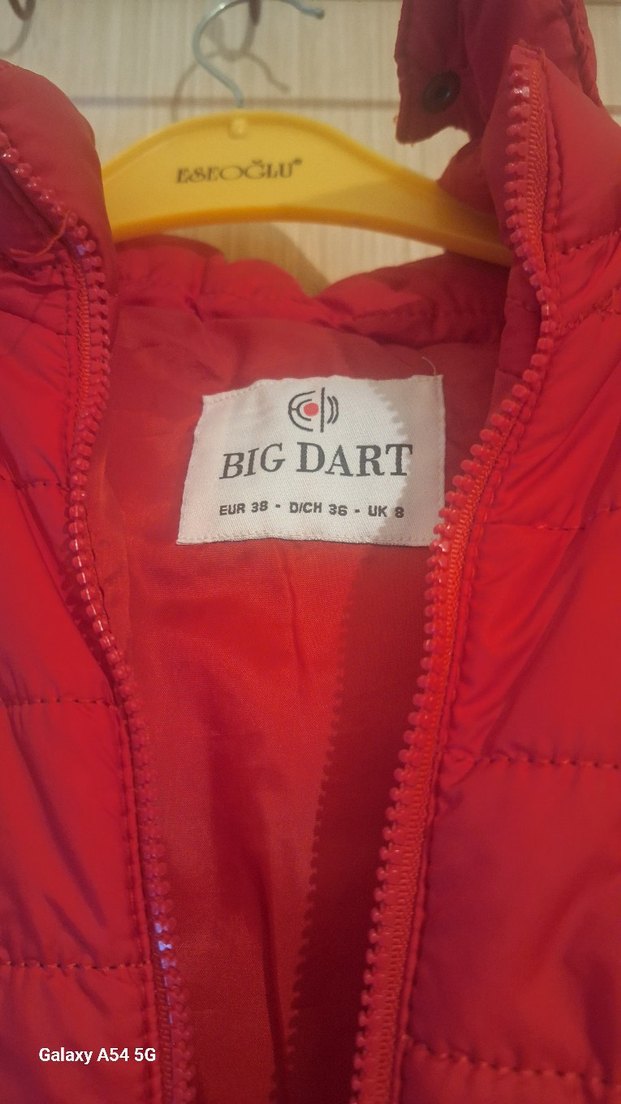 ESEOĞLU®
BIG DART
EUR 38 - D/CH 36 - UK 8
Galaxy A54 5G